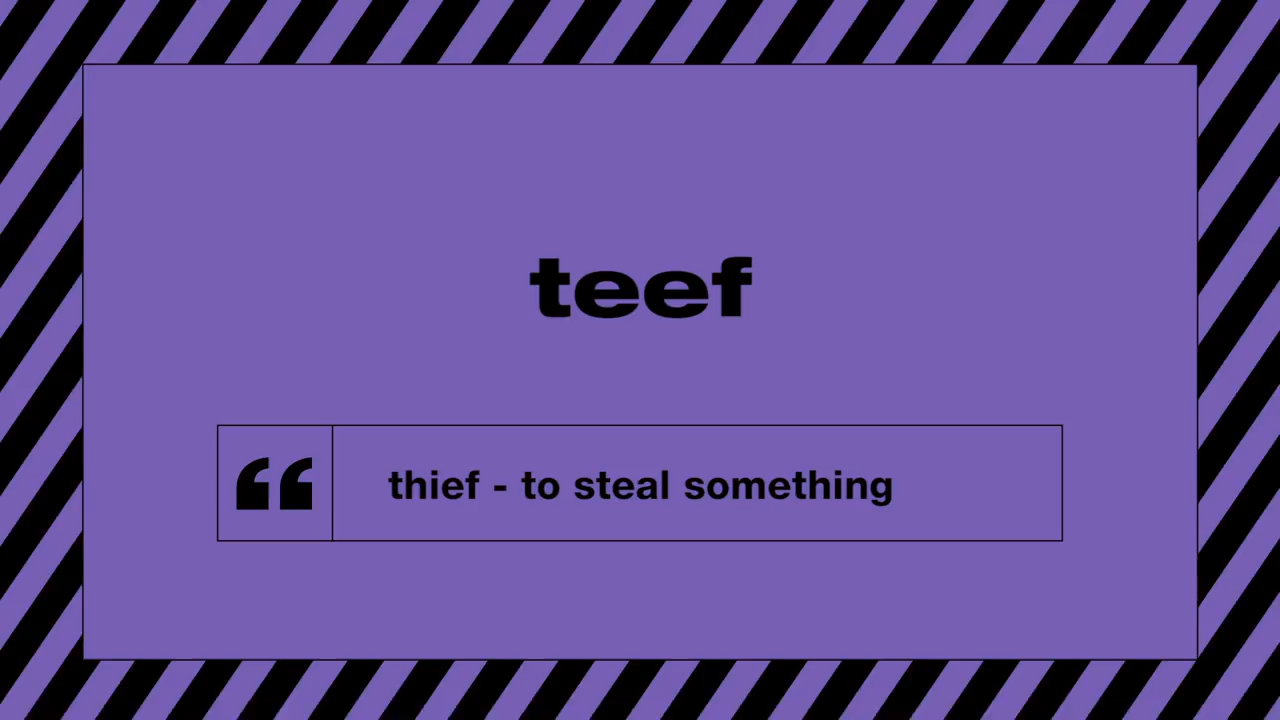 teef
“ thief - to steal something